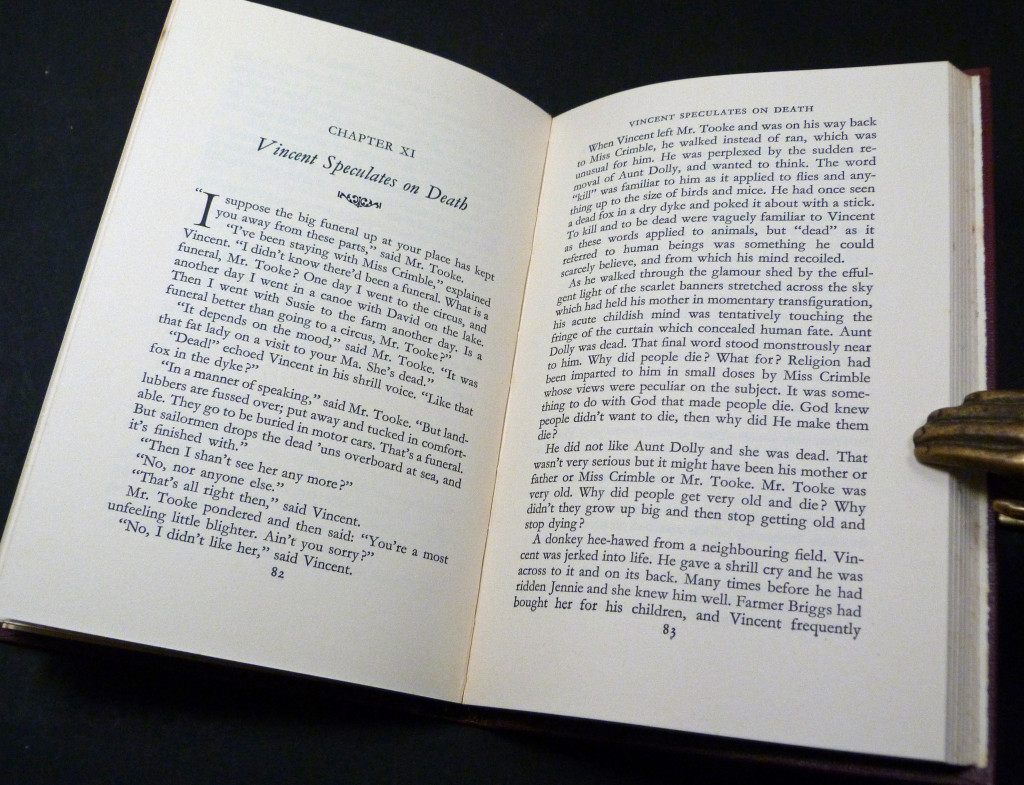 CHAPTER XI
Vincent Speculates on Death
“I suppose the big funeral up at your place has kept
you away from these parts,” said Mr. Tooke.
“I’ve been staying with Miss Crimble,” explained
Vincent. “I didn’t know there’d been a funeral. What is a
funeral, Mr. Tooke? One day I went to the circus, and
another day I went in a canoe with David on the lake.
Then I went with Susie to the farm another day. Is a
funeral better than going to a circus, Mr. Tooke?”
“It depends on the mood,” said Mr. Tooke. “It was
that fat lady on a visit to your Ma. She’s dead.”
“Dead!” echoed Vincent in his shrill voice. “Like that
fox in the dyke?”
“In a manner of speaking,” said Mr. Tooke. “But land-
lubbers are fussed over; put away and tucked in comfort-
able. They go to be buried in motor cars. That’s a funeral.
But sailormen drops the dead ’uns overboard at sea, and
it’s finished with.”
“Then I shan’t see her any more?”
“No, nor anyone else.”
“That’s all right then,” said Vincent.
Mr. Tooke pondered and then said: “You’re a most
unfeeling little blighter. Ain’t you sorry?”
“No, I didn’t like her,” said Vincent.
82
VINCENT SPECULATES ON DEATH
When Vincent left Mr. Tooke and was on his way back
to Miss Crimble, he walked instead of ran, which was
unusual for him. He was perplexed by the sudden re-
moval of Aunt Dolly, and wanted to think. The word
“kill” was familiar to him as it applied to flies and any-
thing up to the size of birds and mice. He had once seen
a dead fox in a dry dyke and poked it about with a stick.
To kill and to be dead were vaguely familiar to Vincent
as these words applied to animals, but “dead” as it
referred to human beings was something he could
scarcely believe, and from which his mind recoiled.
As he walked through the glamour shed by the efful-
gent light of the scarlet banners stretched across the sky
which had held his mother in momentary transfiguration,
his acute childish mind was tentatively touching the
fringe of the curtain which concealed human fate. Aunt
Dolly was dead. That final word stood monstrously near
to him. Why did people die? What for? Religion had
been imparted to him in small doses by Miss Crimble
whose views were peculiar on the subject. It was some-
thing to do with God that made people die. God knew
people didn’t want to die, then why did He make them
die?
He did not like Aunt Dolly and she was dead. That
wasn’t very serious but it might have been his mother or
father or Miss Crimble or Mr. Tooke. Mr. Tooke was
very old. Why did people get very old and die? Why
didn’t they grow up big and then stop getting old and
stop dying?
A donkey hee-hawed from a neighbouring field. Vin-
cent was jerked into life. He gave a shrill cry and he was
across to it and on its back. Many times before he had
ridden Jennie and she knew him well. Farmer Briggs had
bought her for his children, and Vincent frequently
83